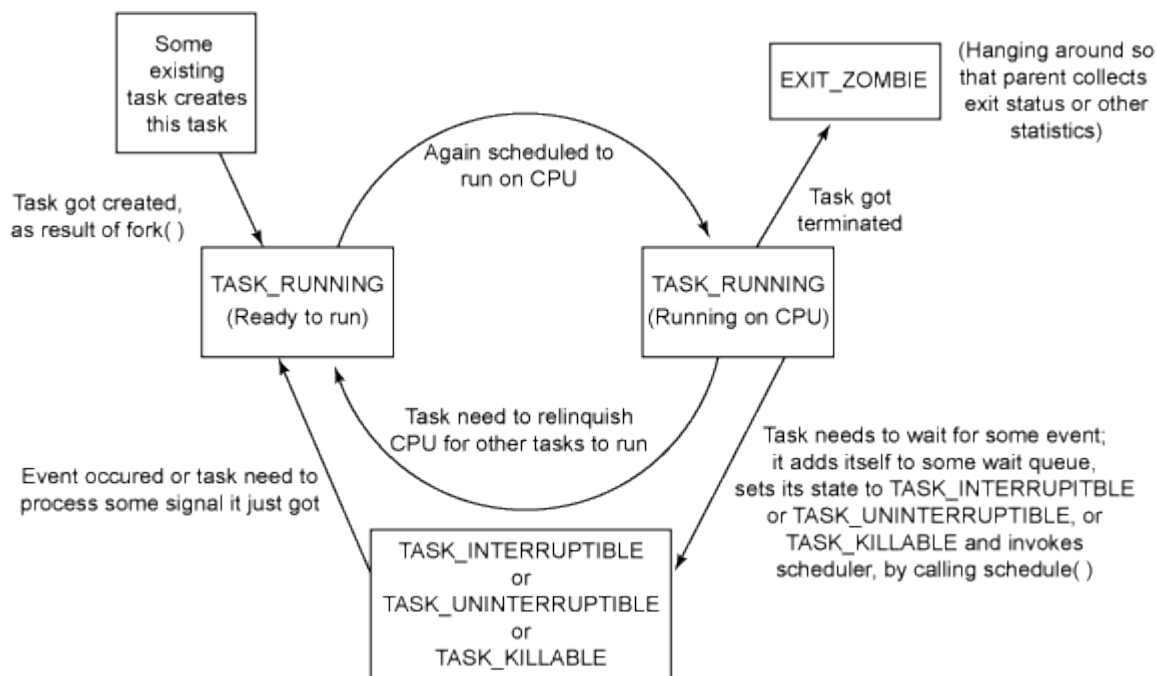 Some
existing
task creates
this task
EXIT_ZOMBIE
(Hanging around so
that parent collects
exit status or other
statistics)
Again scheduled to
run on CPU
Task got created,
as result of fork( )
Task got
terminated
TASK_RUNNING
(Ready to run)
TASK_RUNNING
(Running on CPU)
Task need to relinquish
CPU for other tasks to run
Event occured or task need to
process some signal it just got
Task needs to wait for some event;
it adds itself to some wait queue,
sets its state to TASK_INTERRUPITBLE
or TASK_UNINTERRUPTIBLE, or
TASK_KILLABLE and invokes
scheduler, by calling schedule( )
TASK_INTERRUPTIBLE
or
TASK_UNINTERRUPTIBLE
or
TASK_KILLABLE